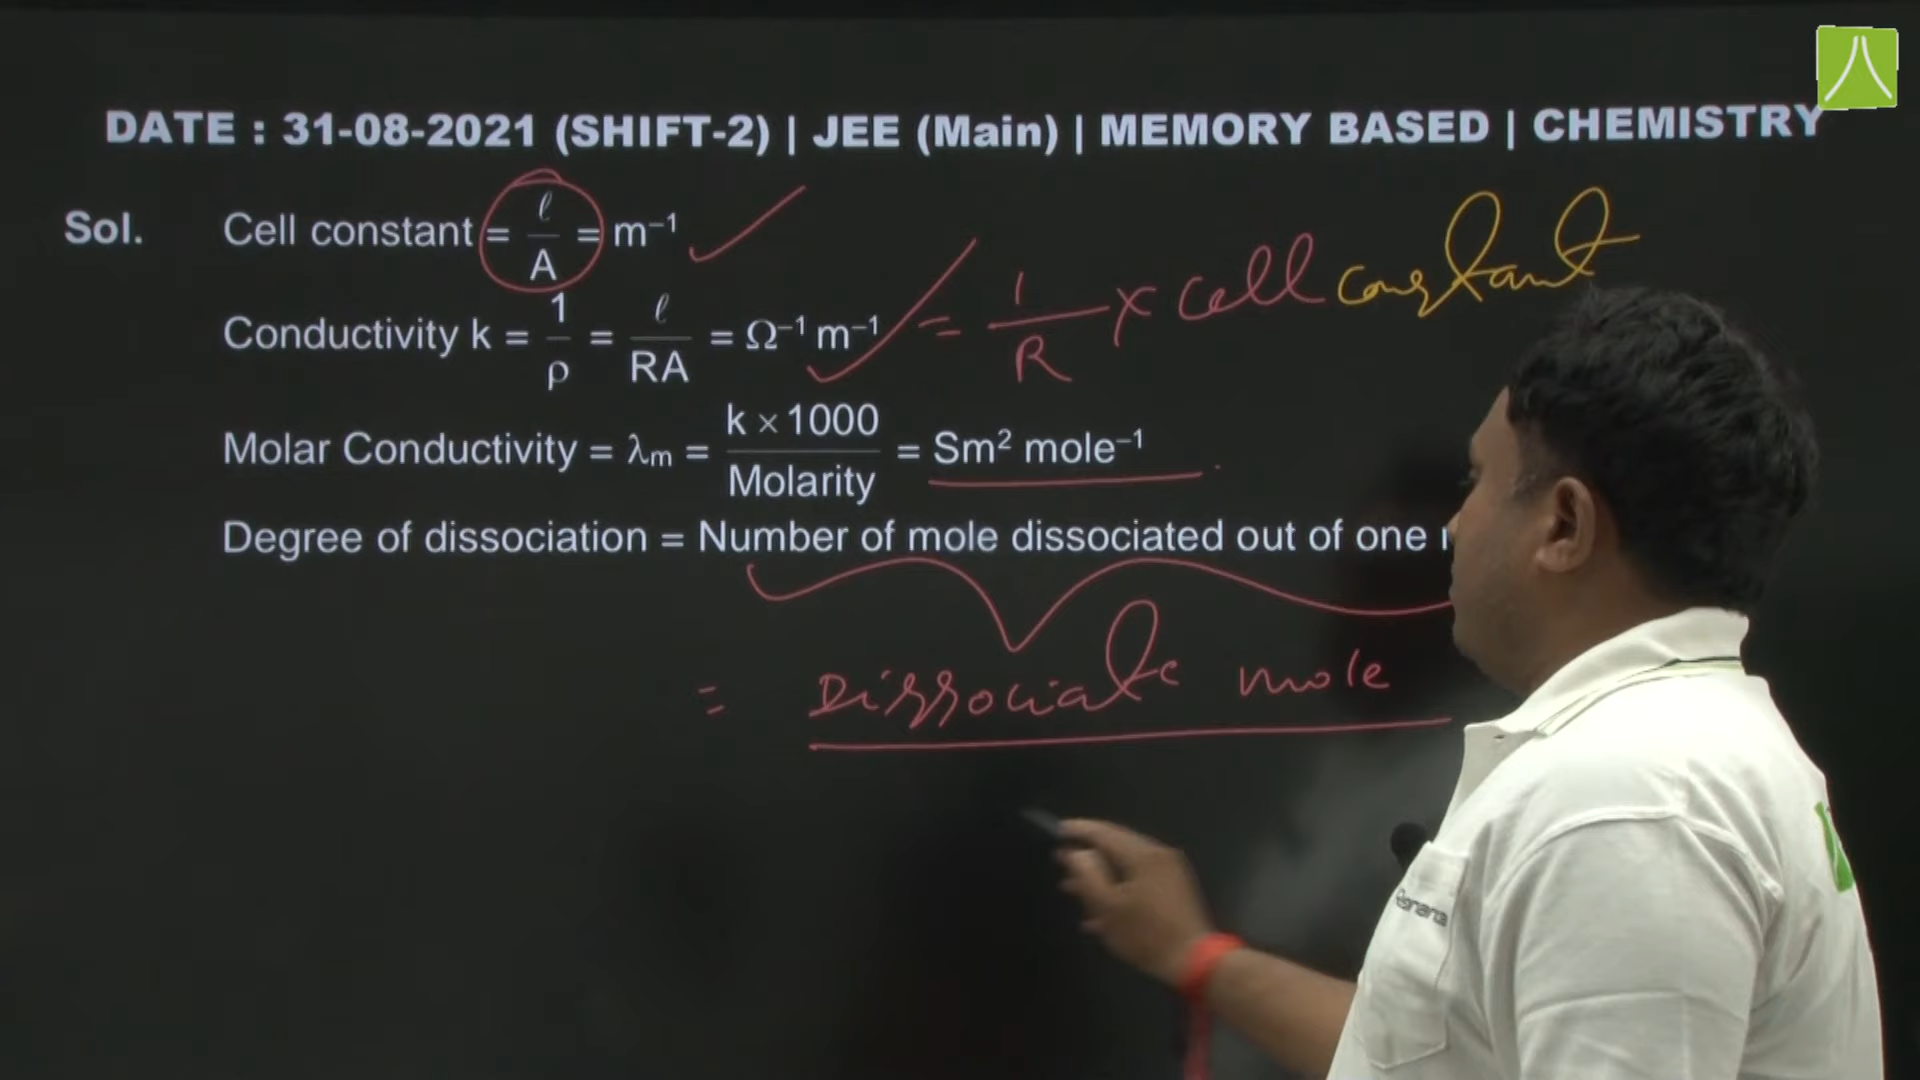 DATE : 31-08-2021 (SHIFT-2) | JEE (Main) | MEMORY BASED | CHEMISTRY
Sol. Cell constant = ℓ/A = m⁻¹
Conductivity k = 1/ρ = ℓ/RA = Ω⁻¹ m⁻¹ = 1/R × cell constant
Molar Conductivity = λm = k × 1000/Molarity = Sm² mole⁻¹
Degree of dissociation = Number of mole dissociated out of one
= Dissociate mole